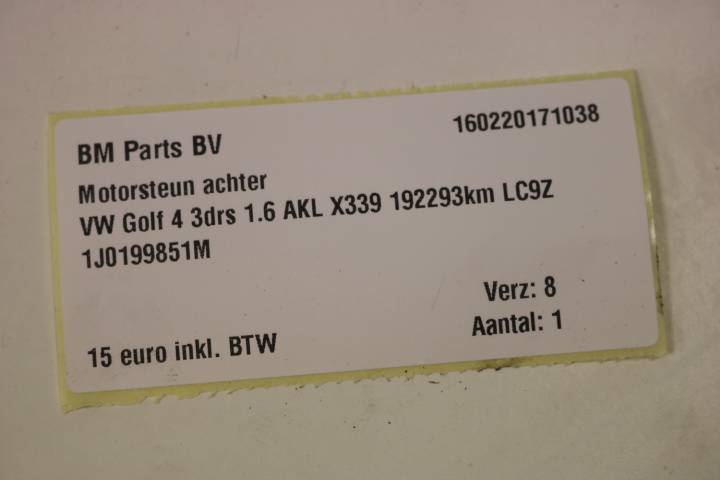 BM Parts BV
160220171038
Motorsteun achter
VW Golf 4 3drs 1.6 AKL X339 192293km LC9Z
1J0199851M
Verz: 8
Aantal: 1
15 euro inkl. BTW